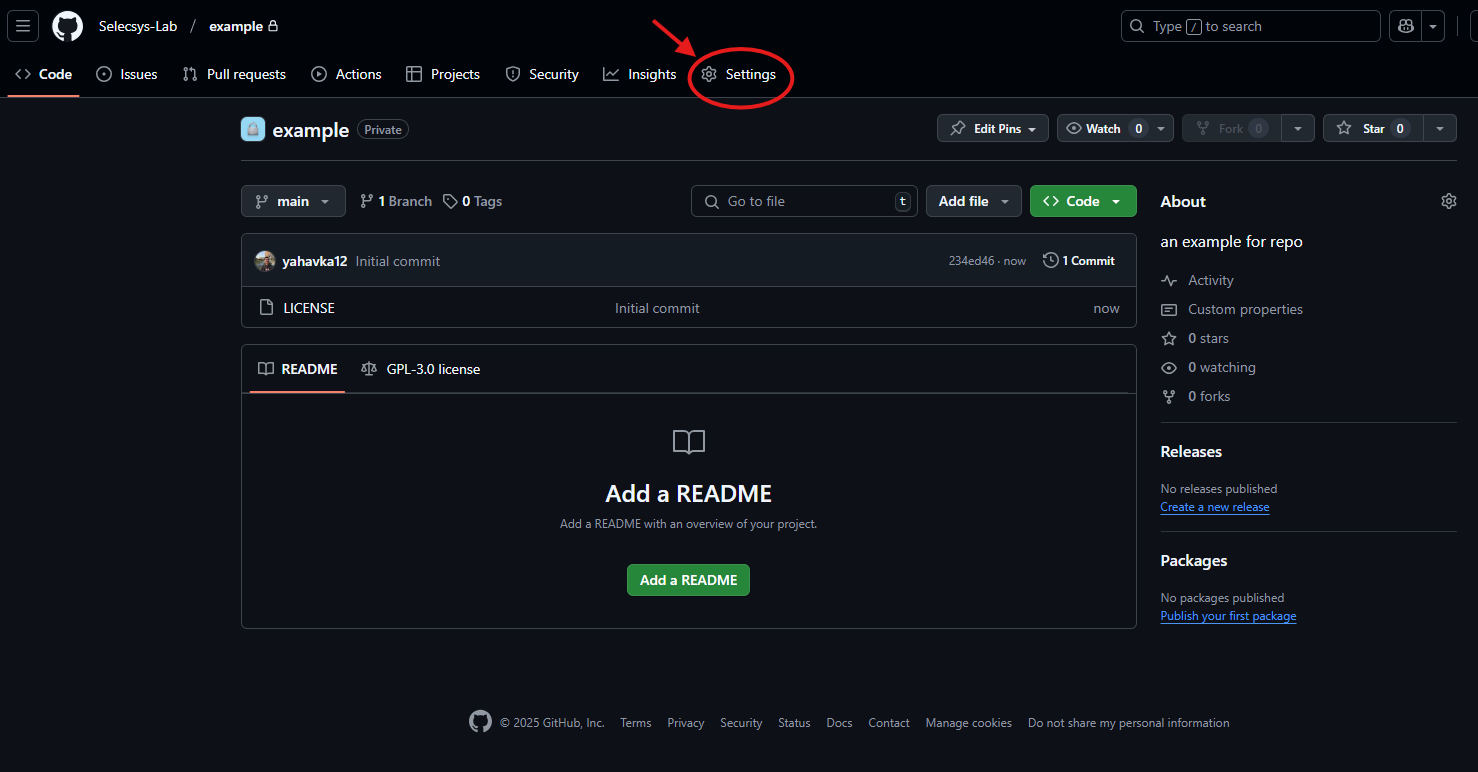 Selecsys-Lab / example
Type / to search
Code Issues Pull requests Actions Projects Security Insights Settings
example Private
Edit Pins Watch 0 Fork 0 Star 0
main 1 Branch 0 Tags
Go to file t Add file Code
yahavka12 Initial commit 234ed46 · now 1 Commit
LICENSE Initial commit now
README GPL-3.0 license
Add a README
Add a README with an overview of your project.
Add a README
About
an example for repo
Activity
Custom properties
0 stars
0 watching
0 forks
Releases
No releases published
Create a new release
Packages
No packages published
Publish your first package
© 2025 GitHub, Inc. Terms Privacy Security Status Docs Contact Manage cookies Do not share my personal information